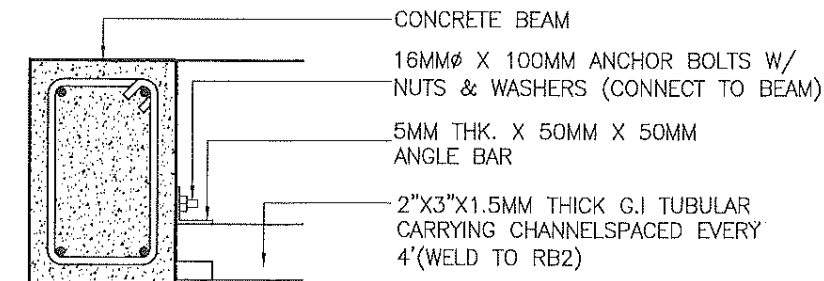 CONCRETE BEAM
16MMØ X 100MM ANCHOR BOLTS W/
NUTS & WASHERS (CONNECT TO BEAM)
5MM THK. X 50MM X 50MM
ANGLE BAR
2"X3"X1.5MM THICK G.I TUBULAR
CARRYING CHANNELSPACED EVERY
4'(WELD TO RB2)